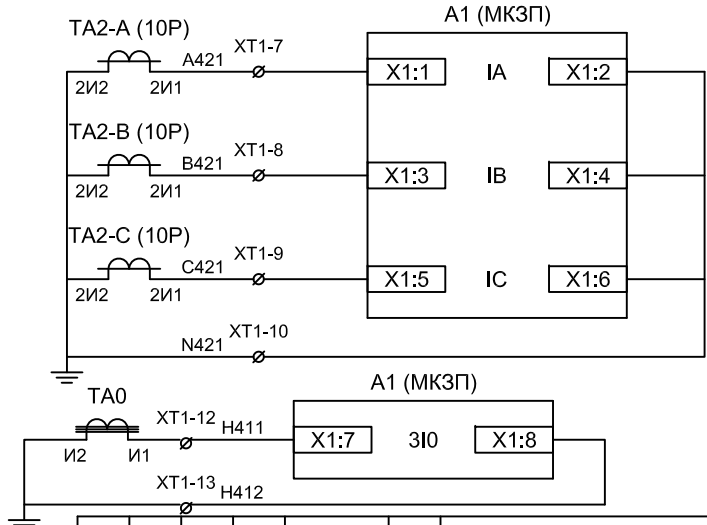 A1 (МКЗП)
TA2-A (10P)
A421
XT1-7
2И2
2И1
X1:1
IA
X1:2
TA2-B (10P)
B421
XT1-8
2И2
2И1
X1:3
IB
X1:4
TA2-C (10P)
C421
XT1-9
2И2
2И1
X1:5
IC
X1:6
N421
XT1-10
TA0
A1 (МКЗП)
XT1-12
H411
И2
И1
X1:7
3I0
X1:8
XT1-13
H412